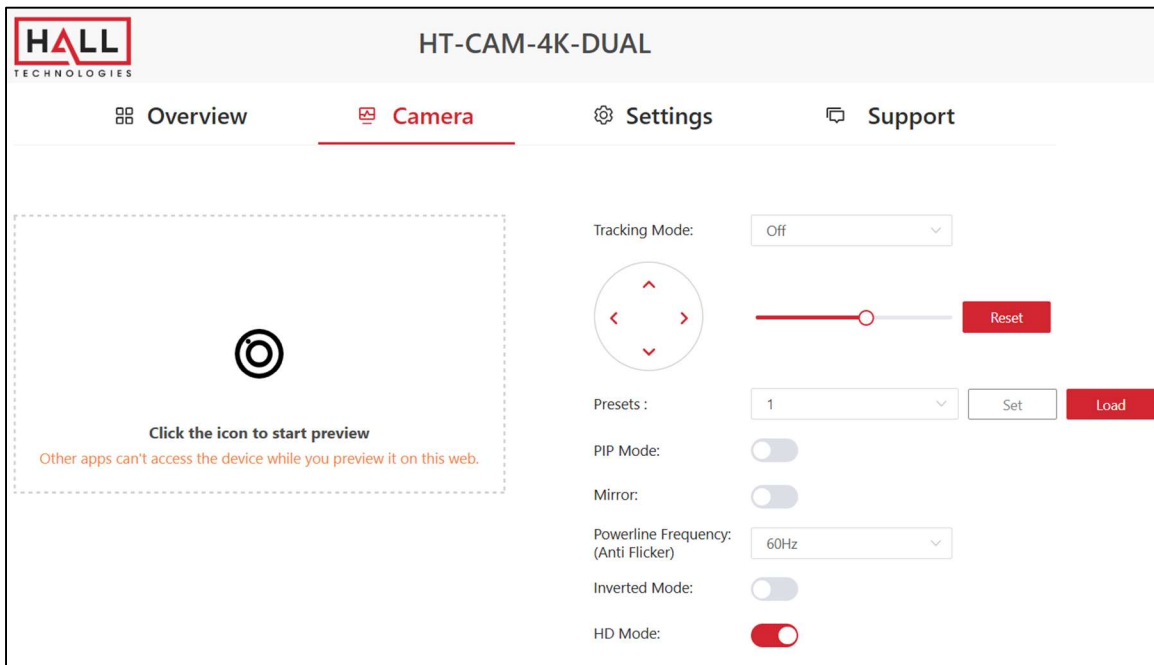 HALL
TECHNOLOGIES
HT-CAM-4K-DUAL
Overview
Camera
Settings
Support
Click the icon to start preview
Other apps can't access the device while you preview it on this web.
Tracking Mode:
Off
Reset
Presets :
1
Set
Load
PIP Mode:
Mirror:
Powerline Frequency:
(Anti Flicker)
60Hz
Inverted Mode:
HD Mode: